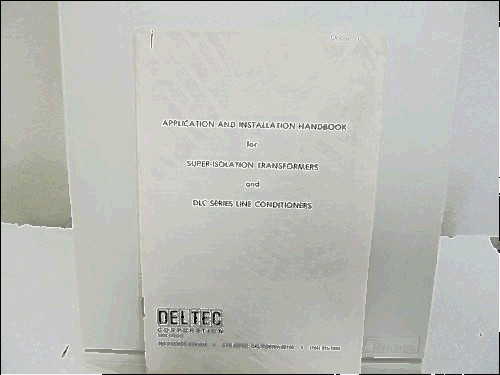 APPLICATION AND INSTALLATION HANDBOOK
for
SUPER-ISOLATION TRANSFORMERS
and
DLC SERIES LINE CONDITIONERS
DELTEC
CORPORATION